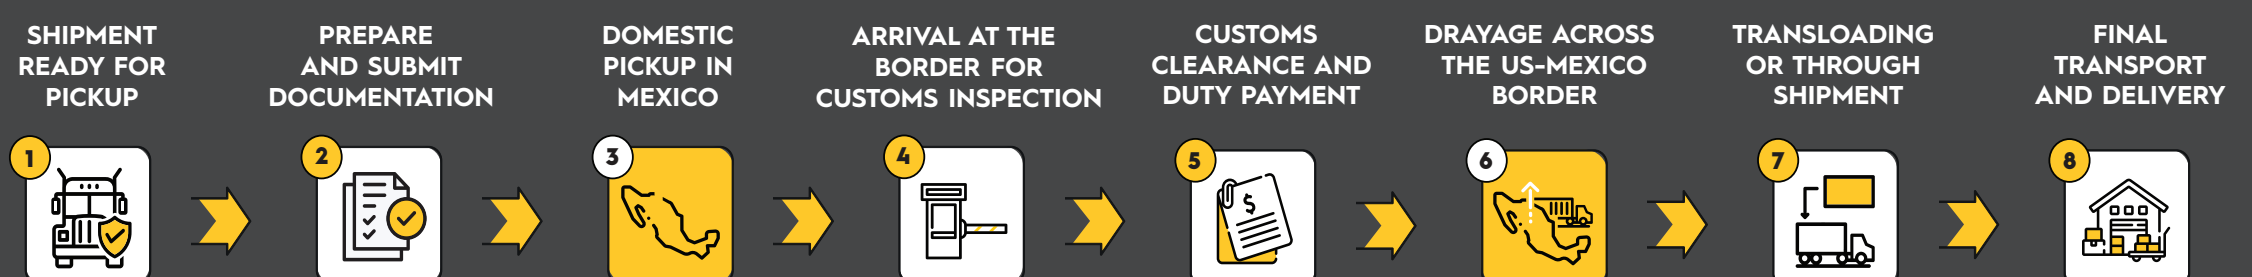 SHIPMENT
READY FOR
PICKUP
PREPARE
AND SUBMIT
DOCUMENTATION
DOMESTIC
PICKUP IN
MEXICO
ARRIVAL AT THE
BORDER FOR
CUSTOMS INSPECTION
CUSTOMS
CLEARANCE AND
DUTY PAYMENT
DRAYAGE ACROSS
THE US-MEXICO
BORDER
TRANSLOADING
OR THROUGH
SHIPMENT
FINAL
TRANSPORT
AND DELIVERY
1
2
3
4
5
6
7
8
$